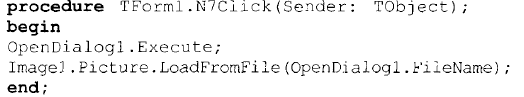 procedure TForm1.N7Click(Sender: TObject);
begin
OpenDialog1.Execute;
Image1.Picture.LoadFromFile(OpenDialog1.FileName);
end;